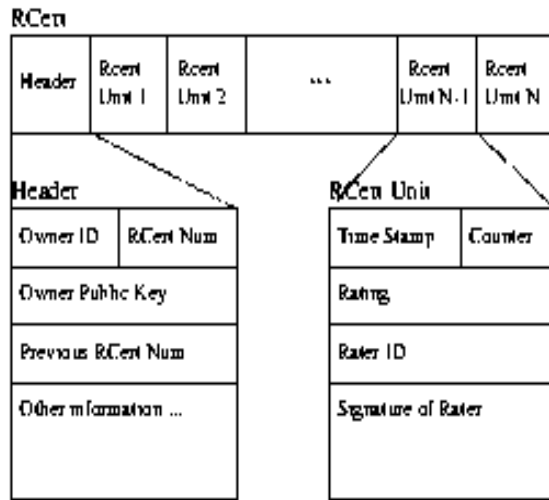 RCert
Header
Rcert Unit 1
Rcert Unit 2
...
Rcert Unit N-1
Rcert Unit N
Header
RCert Unit
Owner ID
RCert Num
Time Stamp
Counter
Owner Public Key
Rating
Previous RCert Num
Rater ID
Other information ...
Signature of Rater